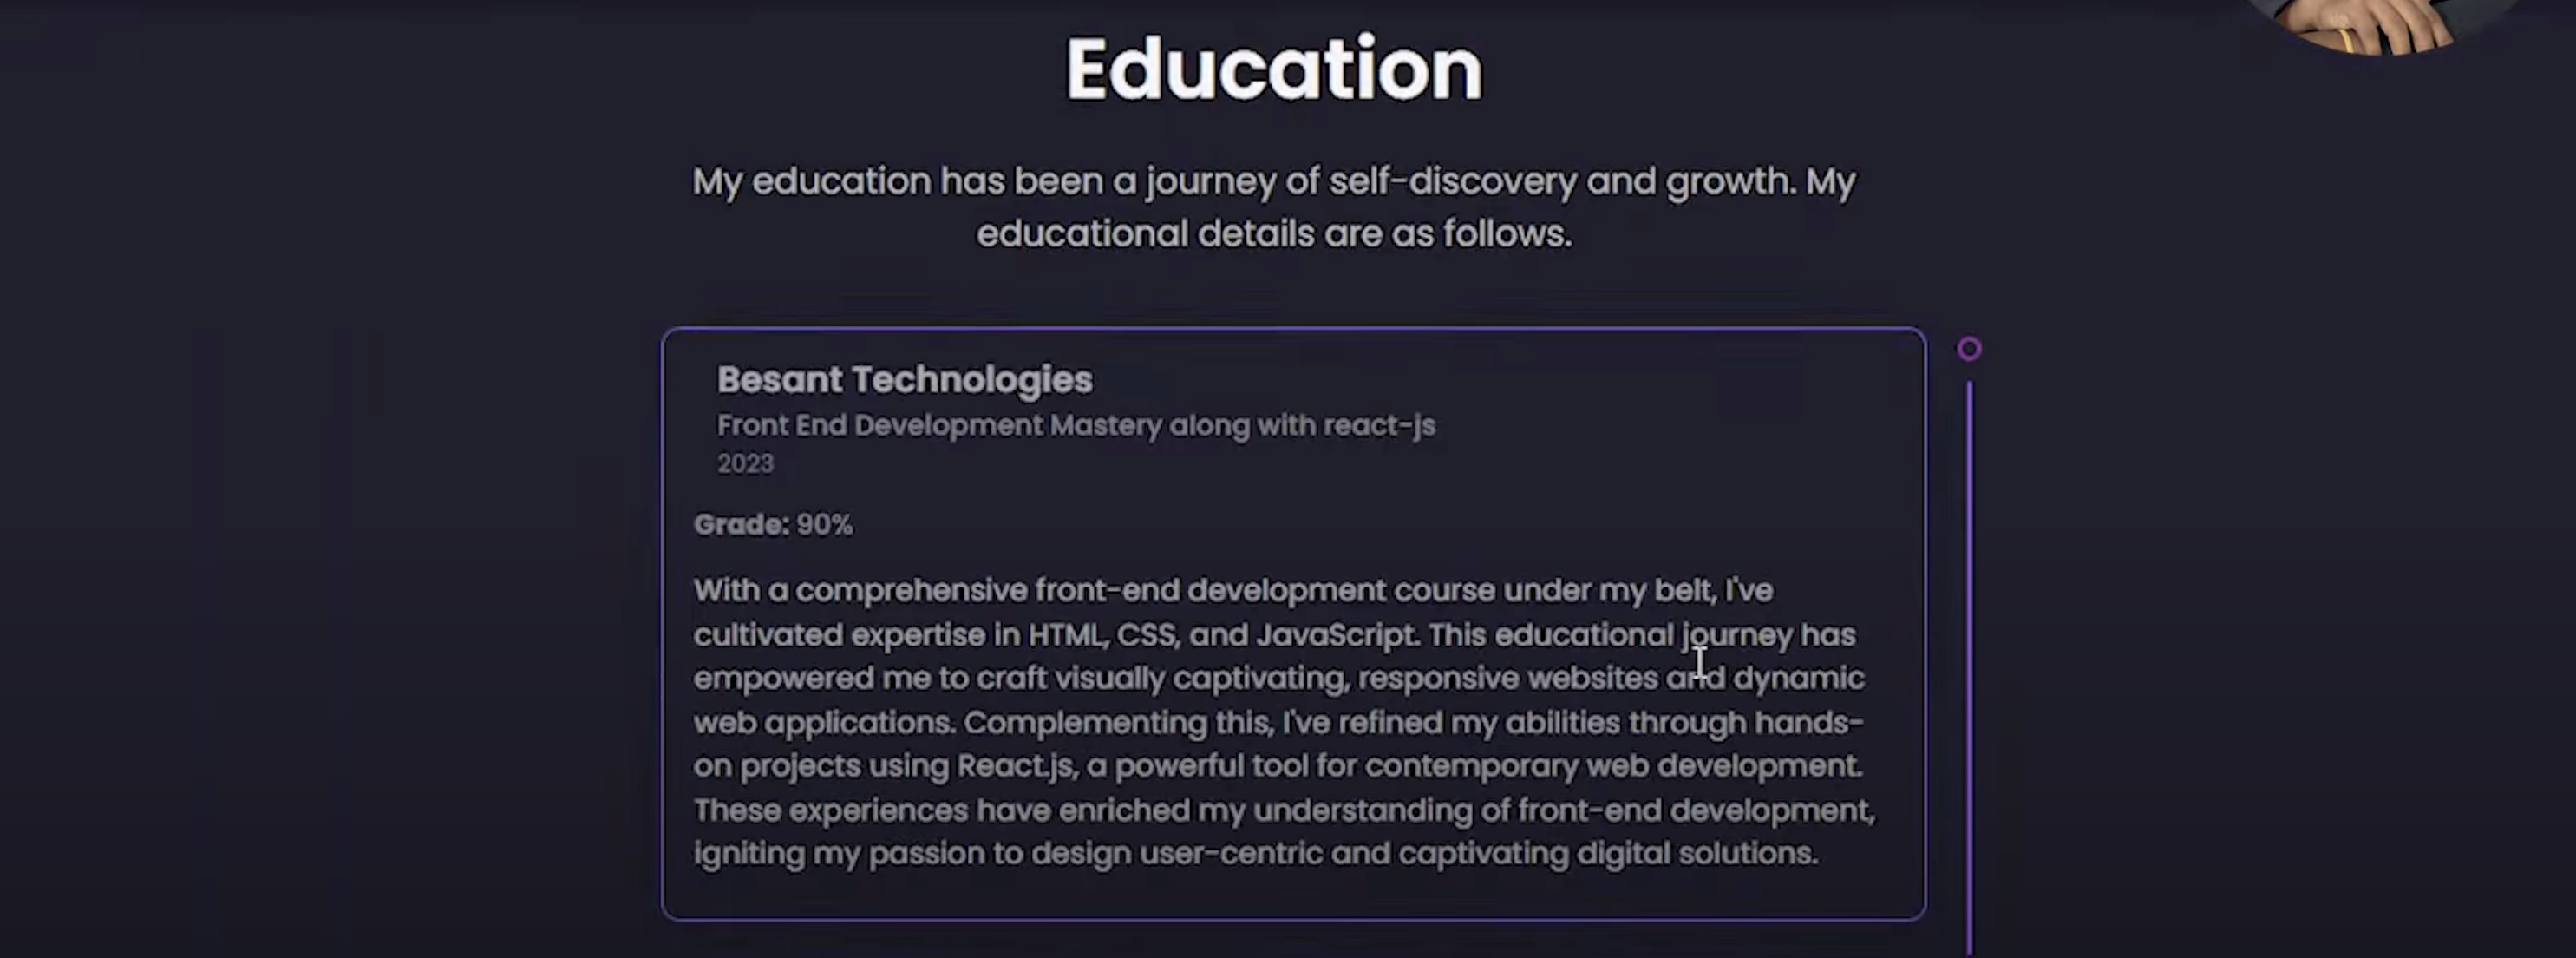 Education
My education has been a journey of self-discovery and growth. My
educational details are as follows.
Besant Technologies
Front End Development Mastery along with react-js
2023
Grade: 90%
With a comprehensive front-end development course under my belt, I've
cultivated expertise in HTML, CSS, and JavaScript. This educational journey has
empowered me to craft visually captivating, responsive websites and dynamic
web applications. Complementing this, I've refined my abilities through hands-
on projects using React.js, a powerful tool for contemporary web development.
These experiences have enriched my understanding of front-end development,
igniting my passion to design user-centric and captivating digital solutions.